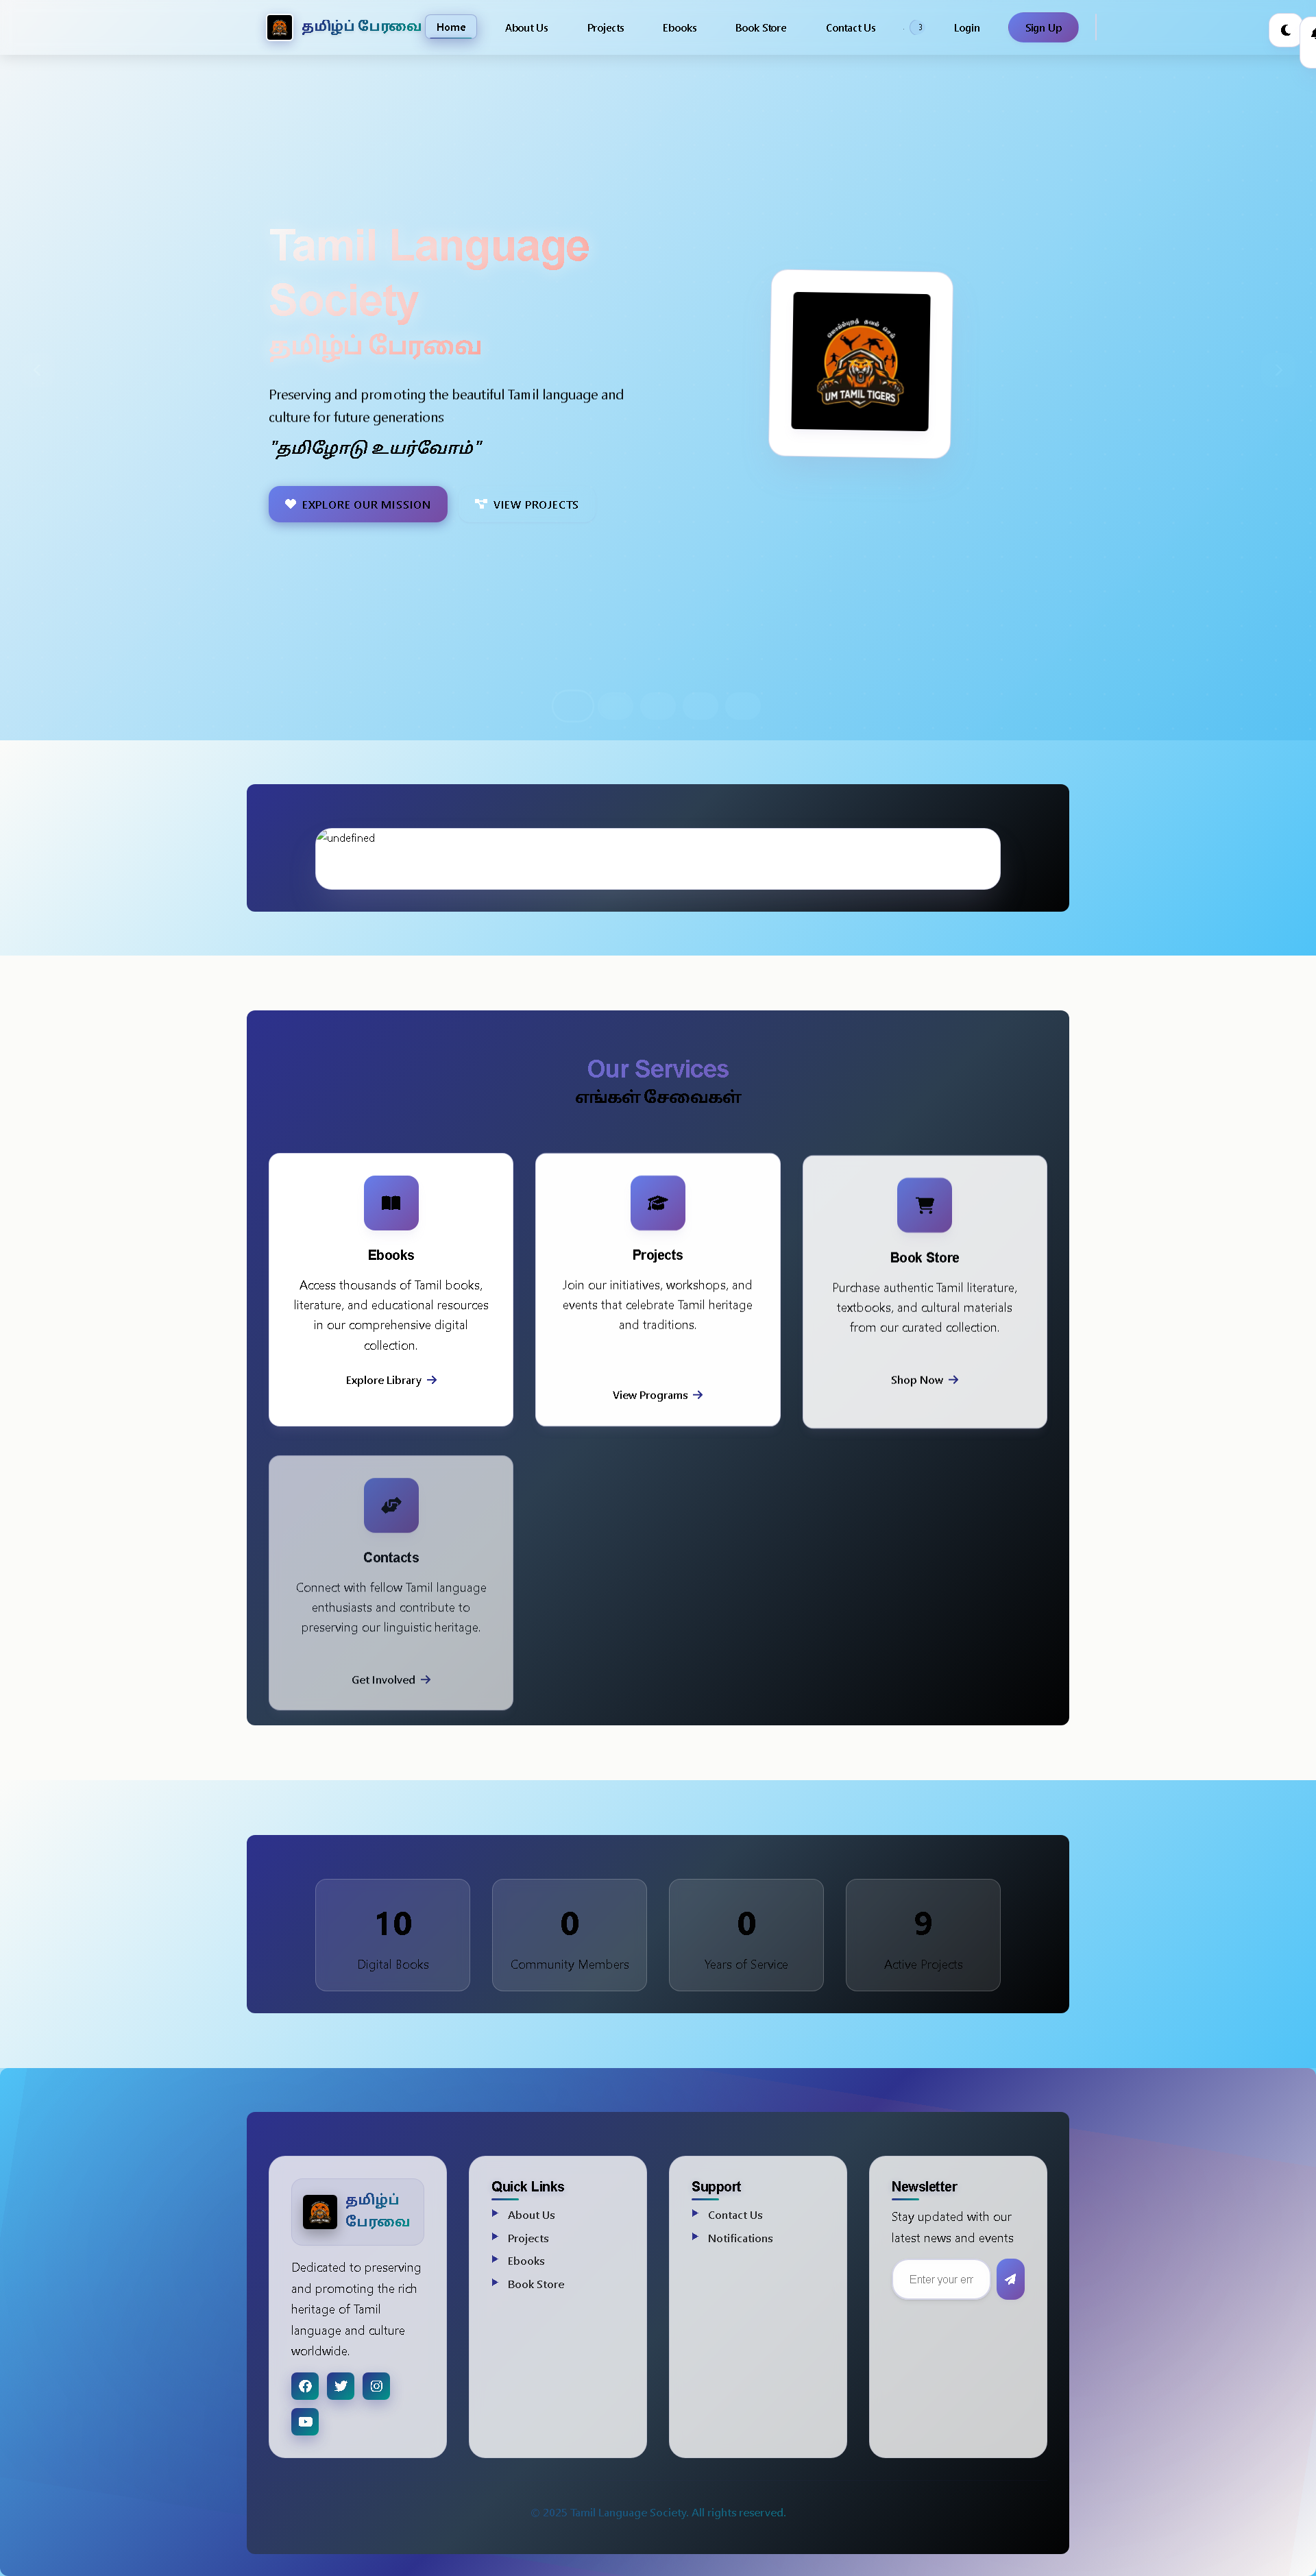 தமிழ்ப் பேரவை Home About Us Projects Ebooks Book Store Contact Us 3 Login Sign Up
Tamil Language
Society
தமிழ்ப் பேரவை
UM TAMIL TIGERS
Preserving and promoting the beautiful Tamil language and
culture for future generations
"தமிழோடு உயர்வோம்"
EXPLORE OUR MISSION VIEW PROJECTS
undefined
Our Services
எங்கள் சேவைகள்
Ebooks
Access thousands of Tamil books,
literature, and educational resources
in our comprehensive digital
collection.
Explore Library
Projects
Join our initiatives, workshops, and
events that celebrate Tamil heritage
and traditions.
View Programs
Book Store
Purchase authentic Tamil literature,
textbooks, and cultural materials
from our curated collection.
Shop Now
Contacts
Connect with fellow Tamil language
enthusiasts and contribute to
preserving our linguistic heritage.
Get Involved
10
Digital Books
0
Community Members
0
Years of Service
9
Active Projects
தமிழ்ப்
பேரவை
Dedicated to preserving
and promoting the rich
heritage of Tamil
language and culture
worldwide.
Quick Links
About Us
Projects
Ebooks
Book Store
Support
Contact Us
Notifications
Newsletter
Stay updated with our
latest news and events
Enter your em
© 2025 Tamil Language Society. All rights reserved.